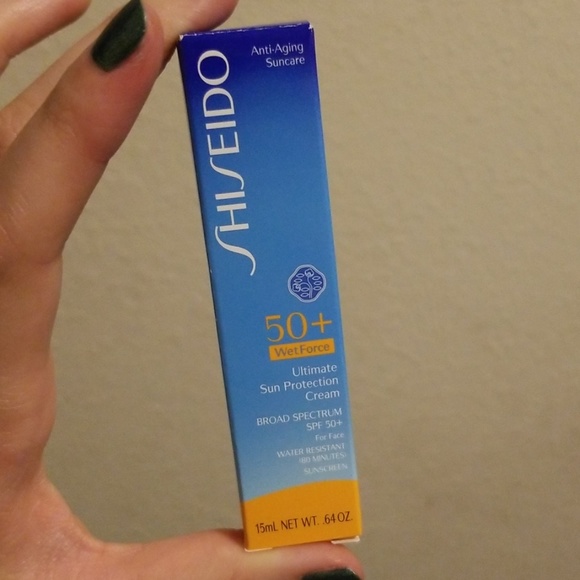 Anti-Aging
Suncare
SHISEIDO
50+
WetForce
Ultimate
Sun Protection
Cream
BROAD SPECTRUM
SPF 50+
For Face
WATER RESISTANT
(80 MINUTES)
SUNSCREEN
15mL NET WT. .64 OZ.